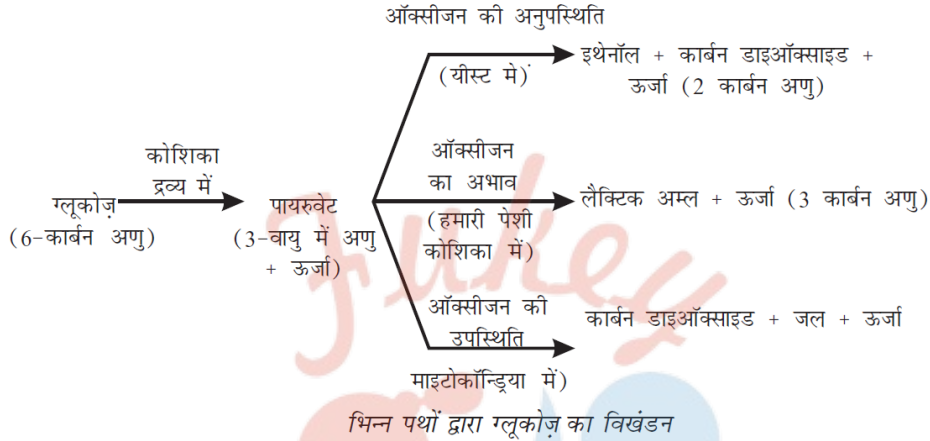 ऑक्सीजन की अनुपस्थिति
(यीस्ट में)
इथेनॉल + कार्बन डाइऑक्साइड +
ऊर्जा (2 कार्बन अणु)
कोशिका
द्रव्य में
ग्लूकोज़
(6-कार्बन अणु)
पायरुवेट
(3-वायु में अणु
+ ऊर्जा)
ऑक्सीजन
का अभाव
(हमारी पेशी
कोशिका में)
लैक्टिक अम्ल + ऊर्जा (3 कार्बन अणु)
ऑक्सीजन की
उपस्थिति
माइटोकॉन्ड्रिया में)
कार्बन डाइऑक्साइड + जल + ऊर्जा
भिन्न पथों द्वारा ग्लूकोज़ का विखंडन
Jukey